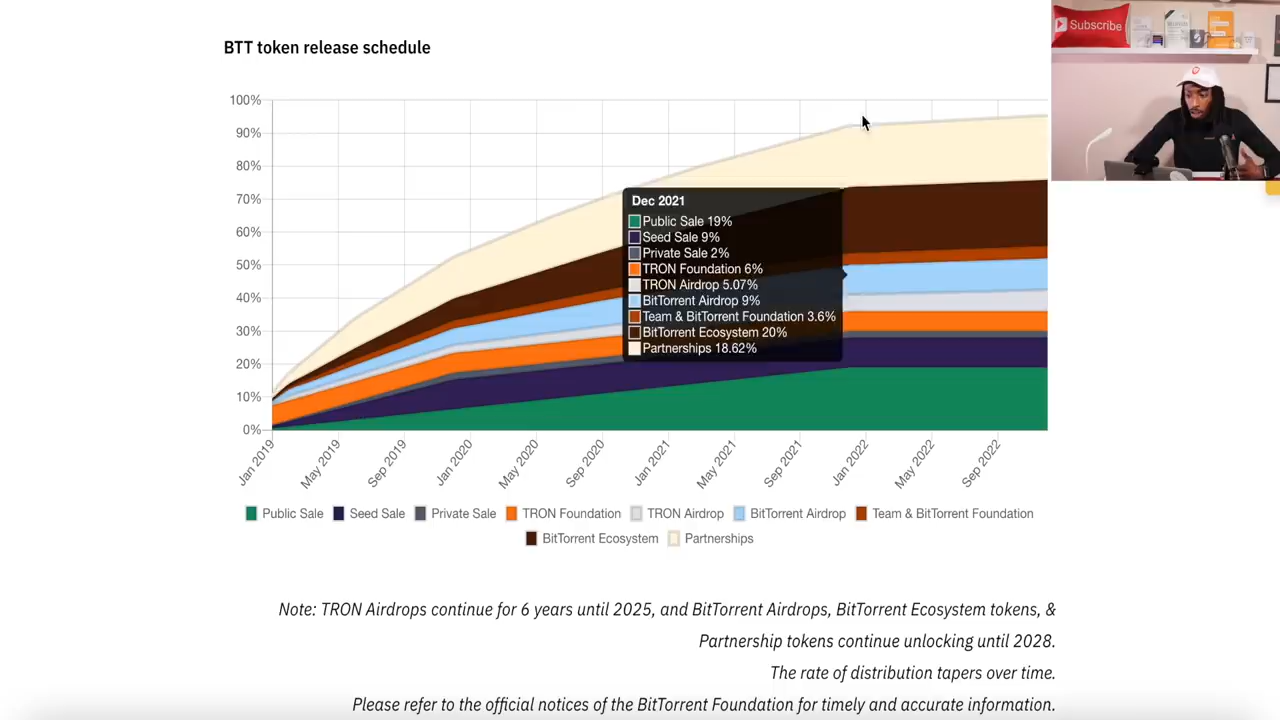 BTT token release schedule
Subscribe
100%
90%
80%
70%
60%
50%
40%
30%
20%
10%
0%
Dec 2021
Public Sale 19%
Seed Sale 9%
Private Sale 2%
TRON Foundation 6%
TRON Airdrop 5.07%
BitTorrent Airdrop 9%
Team & BitTorrent Foundation 3.6%
BitTorrent Ecosystem 20%
Partnerships 18.62%
Jan 2019
May 2019
Sep 2019
Jan 2020
May 2020
Sep 2020
Jan 2021
May 2021
Sep 2021
Jan 2022
May 2022
Sep 2022
Public Sale Seed Sale Private Sale TRON Foundation TRON Airdrop BitTorrent Airdrop Team & BitTorrent Foundation
BitTorrent Ecosystem Partnerships
Note: TRON Airdrops continue for 6 years until 2025, and BitTorrent Airdrops, BitTorrent Ecosystem tokens, &
Partnership tokens continue unlocking until 2028.
The rate of distribution tapers over time.
Please refer to the official notices of the BitTorrent Foundation for timely and accurate information.